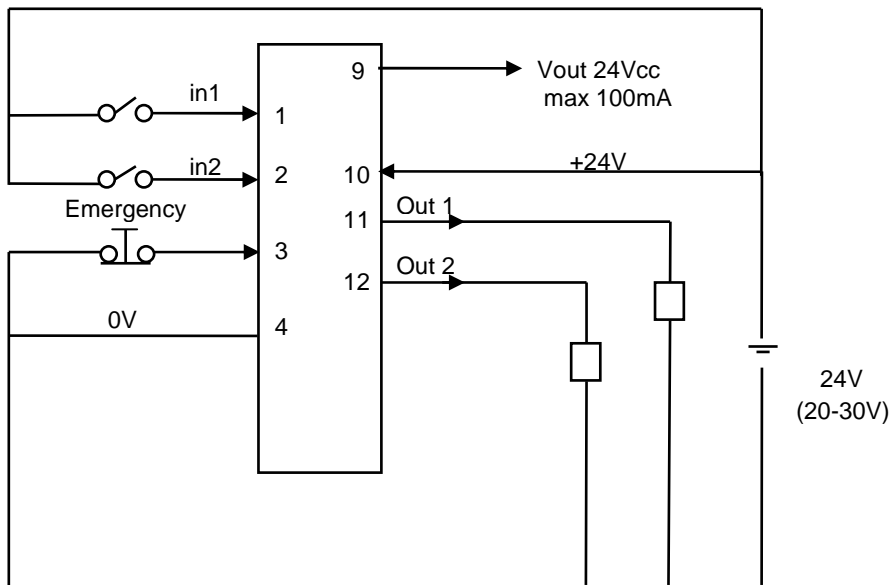 9
Vout 24Vcc
max 100mA
in1
1
in2
2
+24V
10
Emergency
Out 1
11
3
Out 2
12
0V
4
24V
(20-30V)